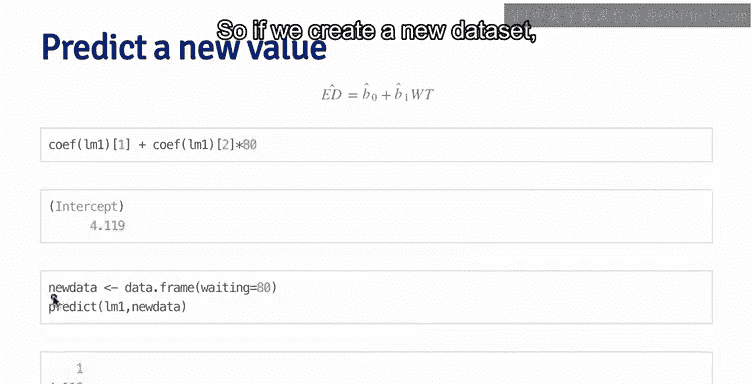 So if we create a new dataset,
Predict a new value
ÊD = b̂₀ + b̂₁WT
coef(lm1)[1] + coef(lm1)[2]*80
(Intercept)
4.119
newdata <- data.frame(waiting=80)
predict(lm1,newdata)
1